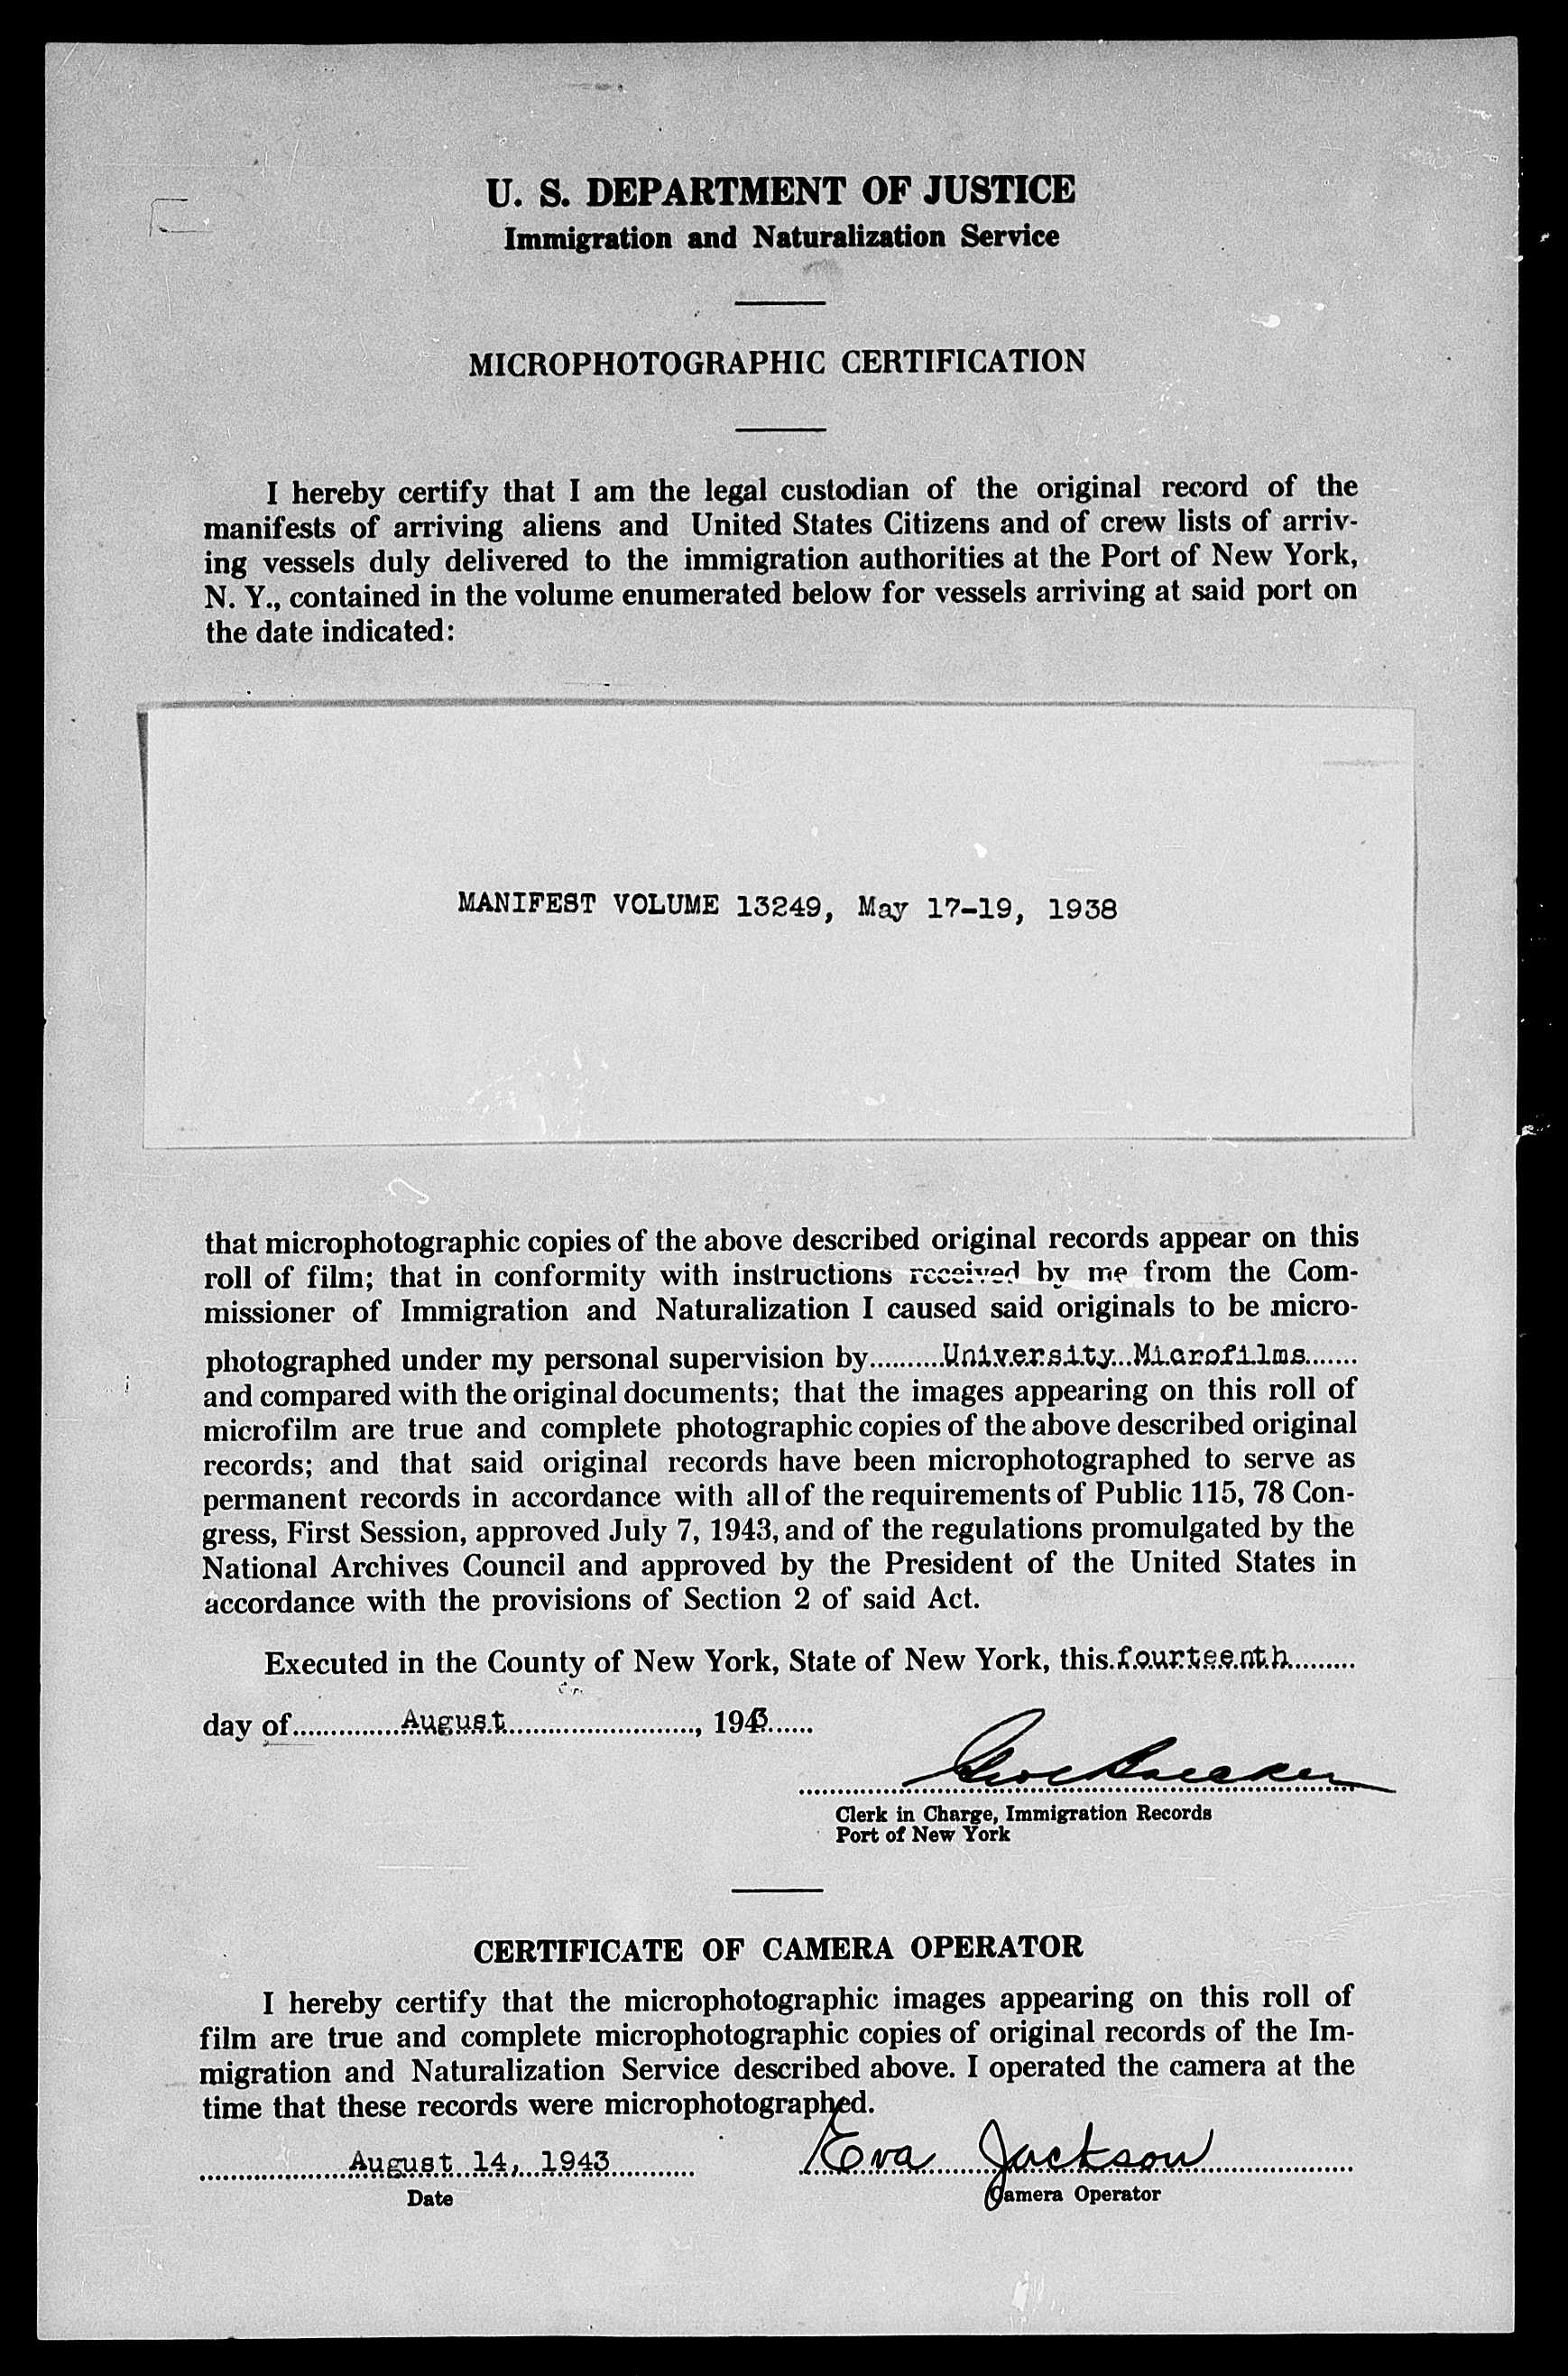 U. S. DEPARTMENT OF JUSTICE
Immigration and Naturalization Service
MICROPHOTOGRAPHIC CERTIFICATION
I hereby certify that I am the legal custodian of the original record of the
manifests of arriving aliens and United States Citizens and of crew lists of arriv-
ing vessels duly delivered to the immigration authorities at the Port of New York,
N. Y., contained in the volume enumerated below for vessels arriving at said port on
the date indicated:
MANIFEST VOLUME 13249, May 17-19, 1938
that microphotographic copies of the above described original records appear on this
roll of film; that in conformity with instructions received by me from the Com-
missioner of Immigration and Naturalization I caused said originals to be micro-
photographed under my personal supervision by University Microfilms
and compared with the original documents; that the images appearing on this roll of
microfilm are true and complete photographic copies of the above described original
records; and that said original records have been microphotographed to serve as
permanent records in accordance with all of the requirements of Public 115, 78 Con-
gress, First Session, approved July 7, 1943, and of the regulations promulgated by the
National Archives Council and approved by the President of the United States in
accordance with the provisions of Section 2 of said Act.
Executed in the County of New York, State of New York, this fourteenth
day of August, 1943
Clerk in Charge, Immigration Records
Port of New York
CERTIFICATE OF CAMERA OPERATOR
I hereby certify that the microphotographic images appearing on this roll of
film are true and complete microphotographic copies of original records of the Im-
migration and Naturalization Service described above. I operated the camera at the
time that these records were microphotographed.
August 14, 1943 Eva Jackson
Date Camera Operator